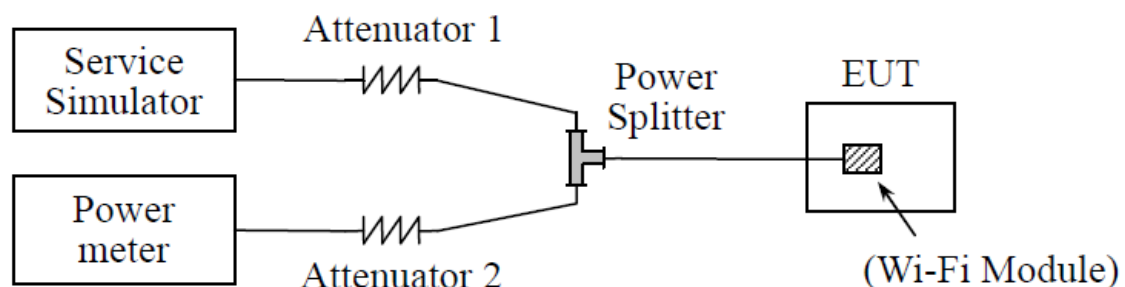 Service
Simulator
Attenuator 1
Power
Splitter
EUT
Power
meter
Attenuator 2
(Wi-Fi Module)